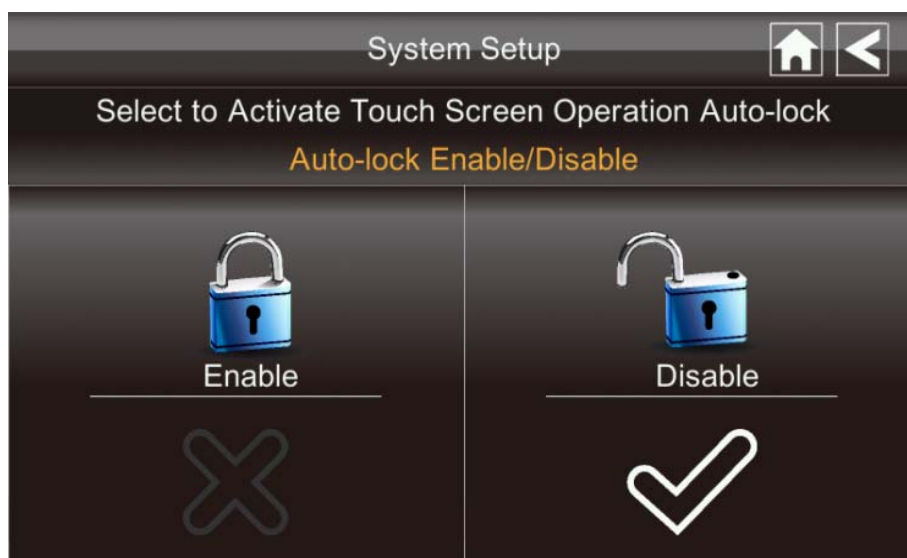 System Setup
Select to Activate Touch Screen Operation Auto-lock
Auto-lock Enable/Disable
Enable
Disable